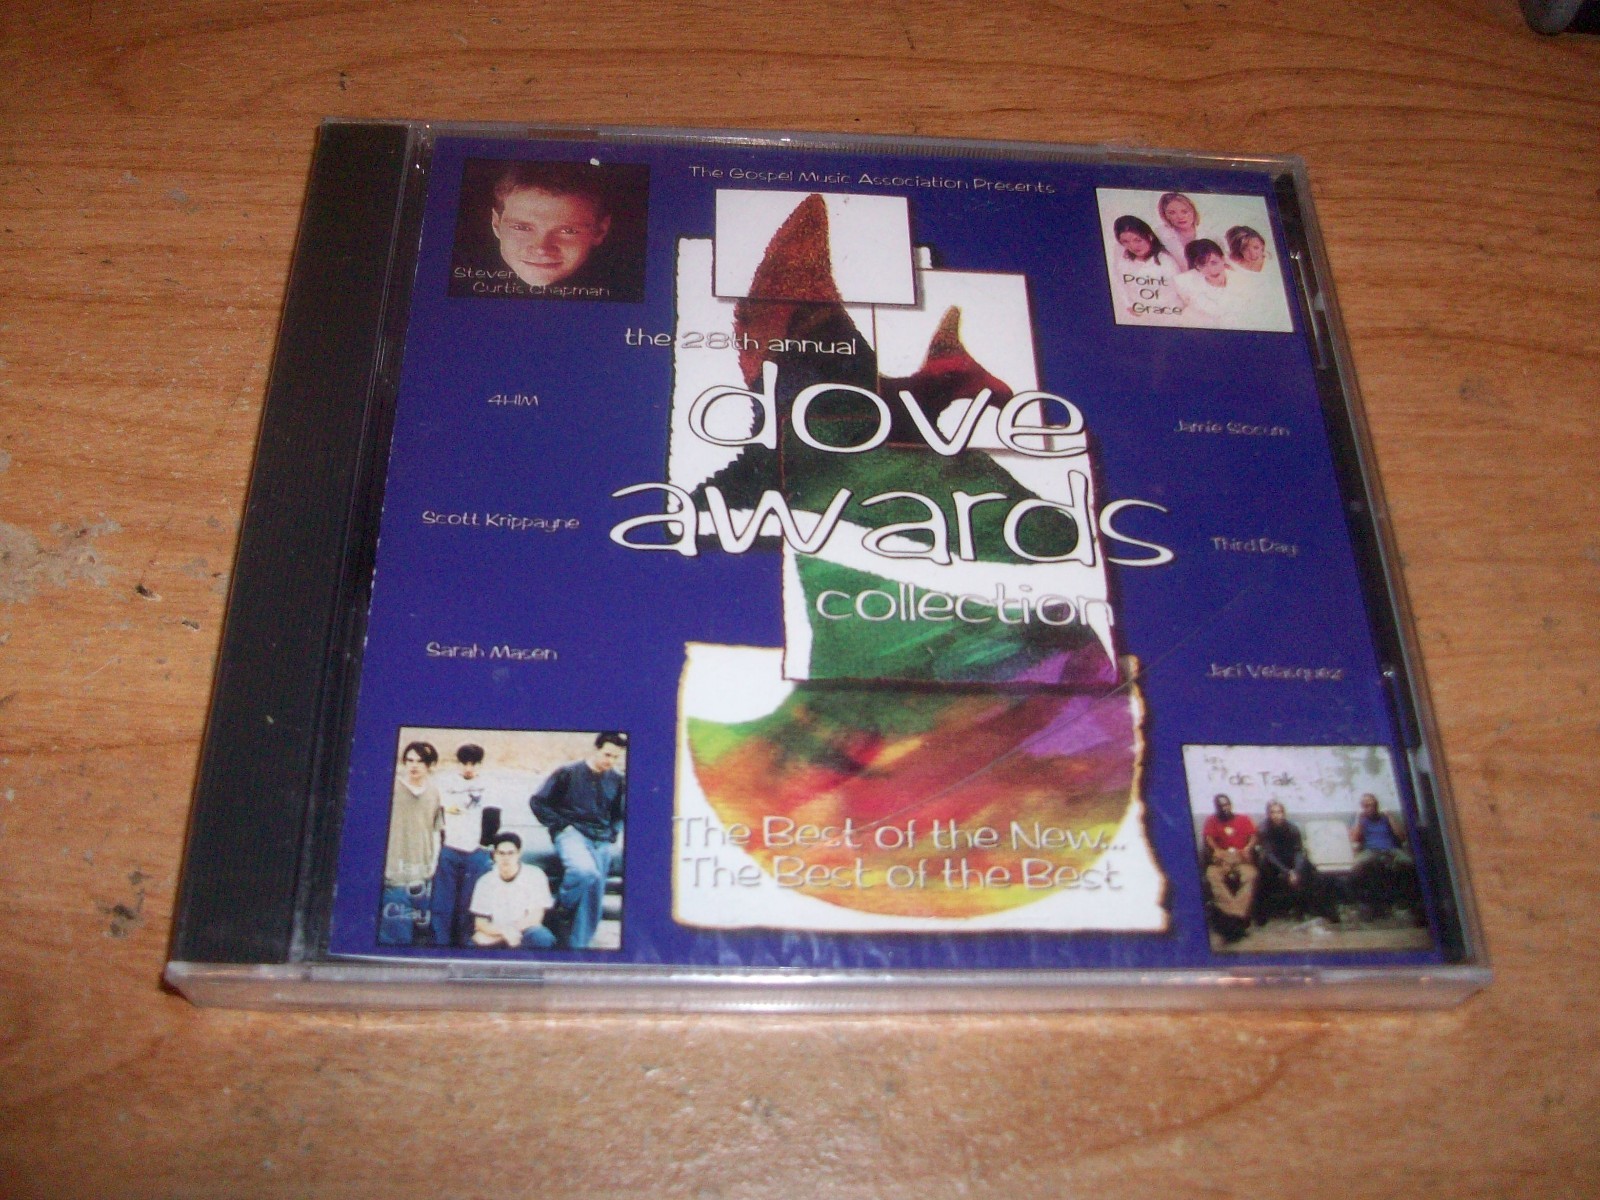 The Gospel Music Association Presents
Steven
Curtis Chapman
Point
Of
Grace
the 28th annual
dove
awards
collection
4HIM
Jamie Slocum
Scott Krippayne
Third Day
Sarah Masen
Jaci Velasquez
dc Talk
Jars
Of
Clay
The Best of the New...
The Best of the Best